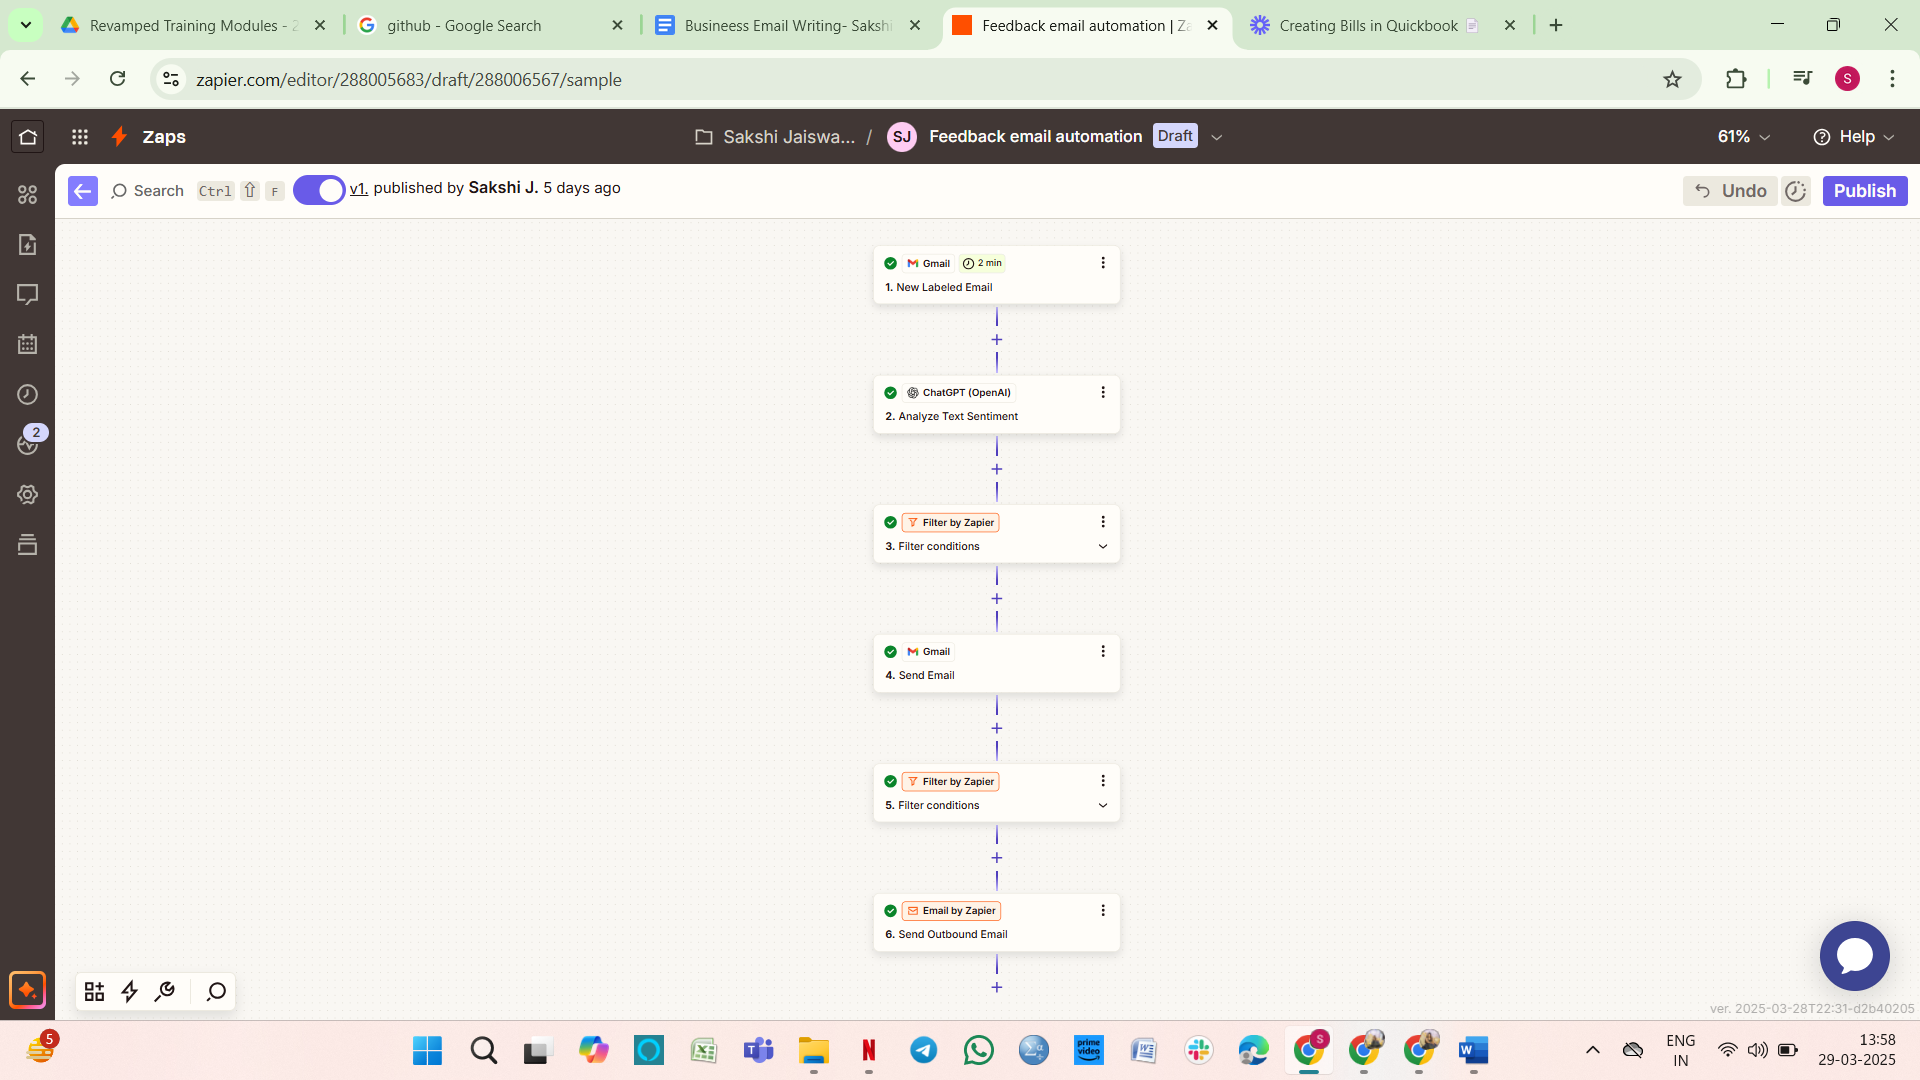 Revamped Training Modules - 2
github - Google Search
Busineess Email Writing- Sakshi
Feedback email automation | Za
Creating Bills in Quickbook
zapier.com/editor/288005683/draft/288006567/sample
S
Zaps
Sakshi Jaiswa... /
SJ
Feedback email automation
Draft
61%
Help
Search
Ctrl
F
v1. published by Sakshi J. 5 days ago
Undo
Publish
2
Gmail
2 min
1. New Labeled Email
ChatGPT (OpenAI)
2. Analyze Text Sentiment
Filter by Zapier
3. Filter conditions
Gmail
4. Send Email
Filter by Zapier
5. Filter conditions
Email by Zapier
6. Send Outbound Email
ver. 2025-03-28T22:31-d2b40205
5
prime
video
S
ENG
IN
13:58
29-03-2025